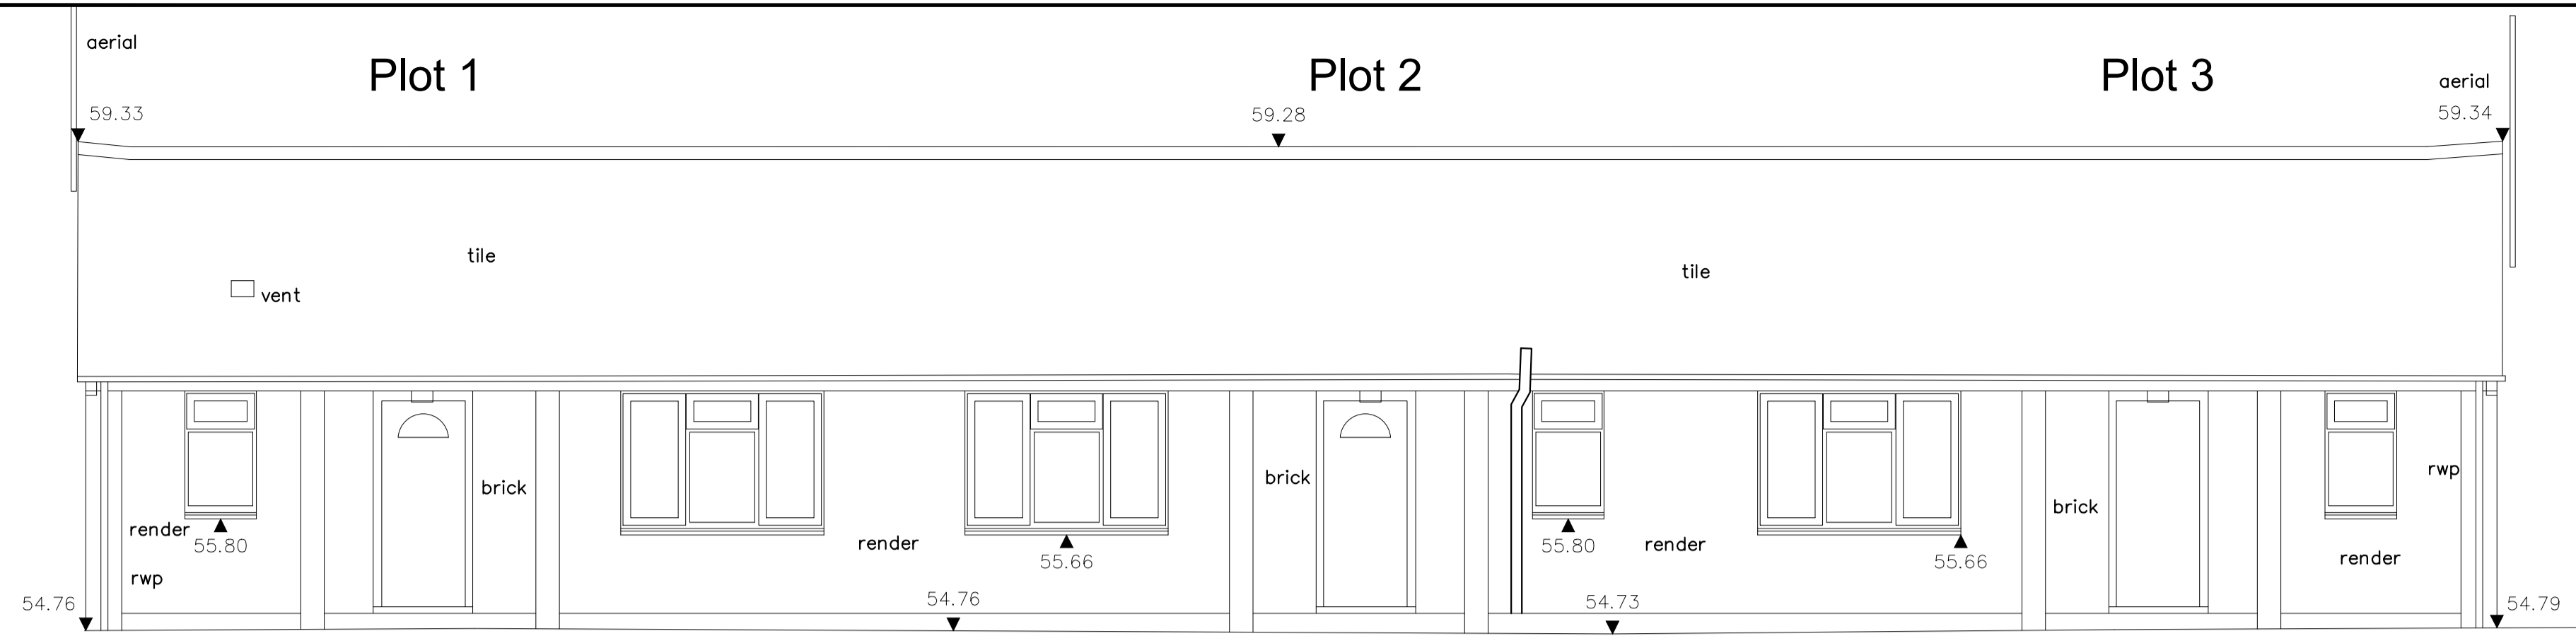 aerial
Plot 1
Plot 2
Plot 3
aerial
59.33
59.28
59.34
tile
tile
vent
brick
brick
brick
rwp
render
55.80
render
55.66
55.80
render
55.66
render
rwp
54.76
54.76
54.73
54.79